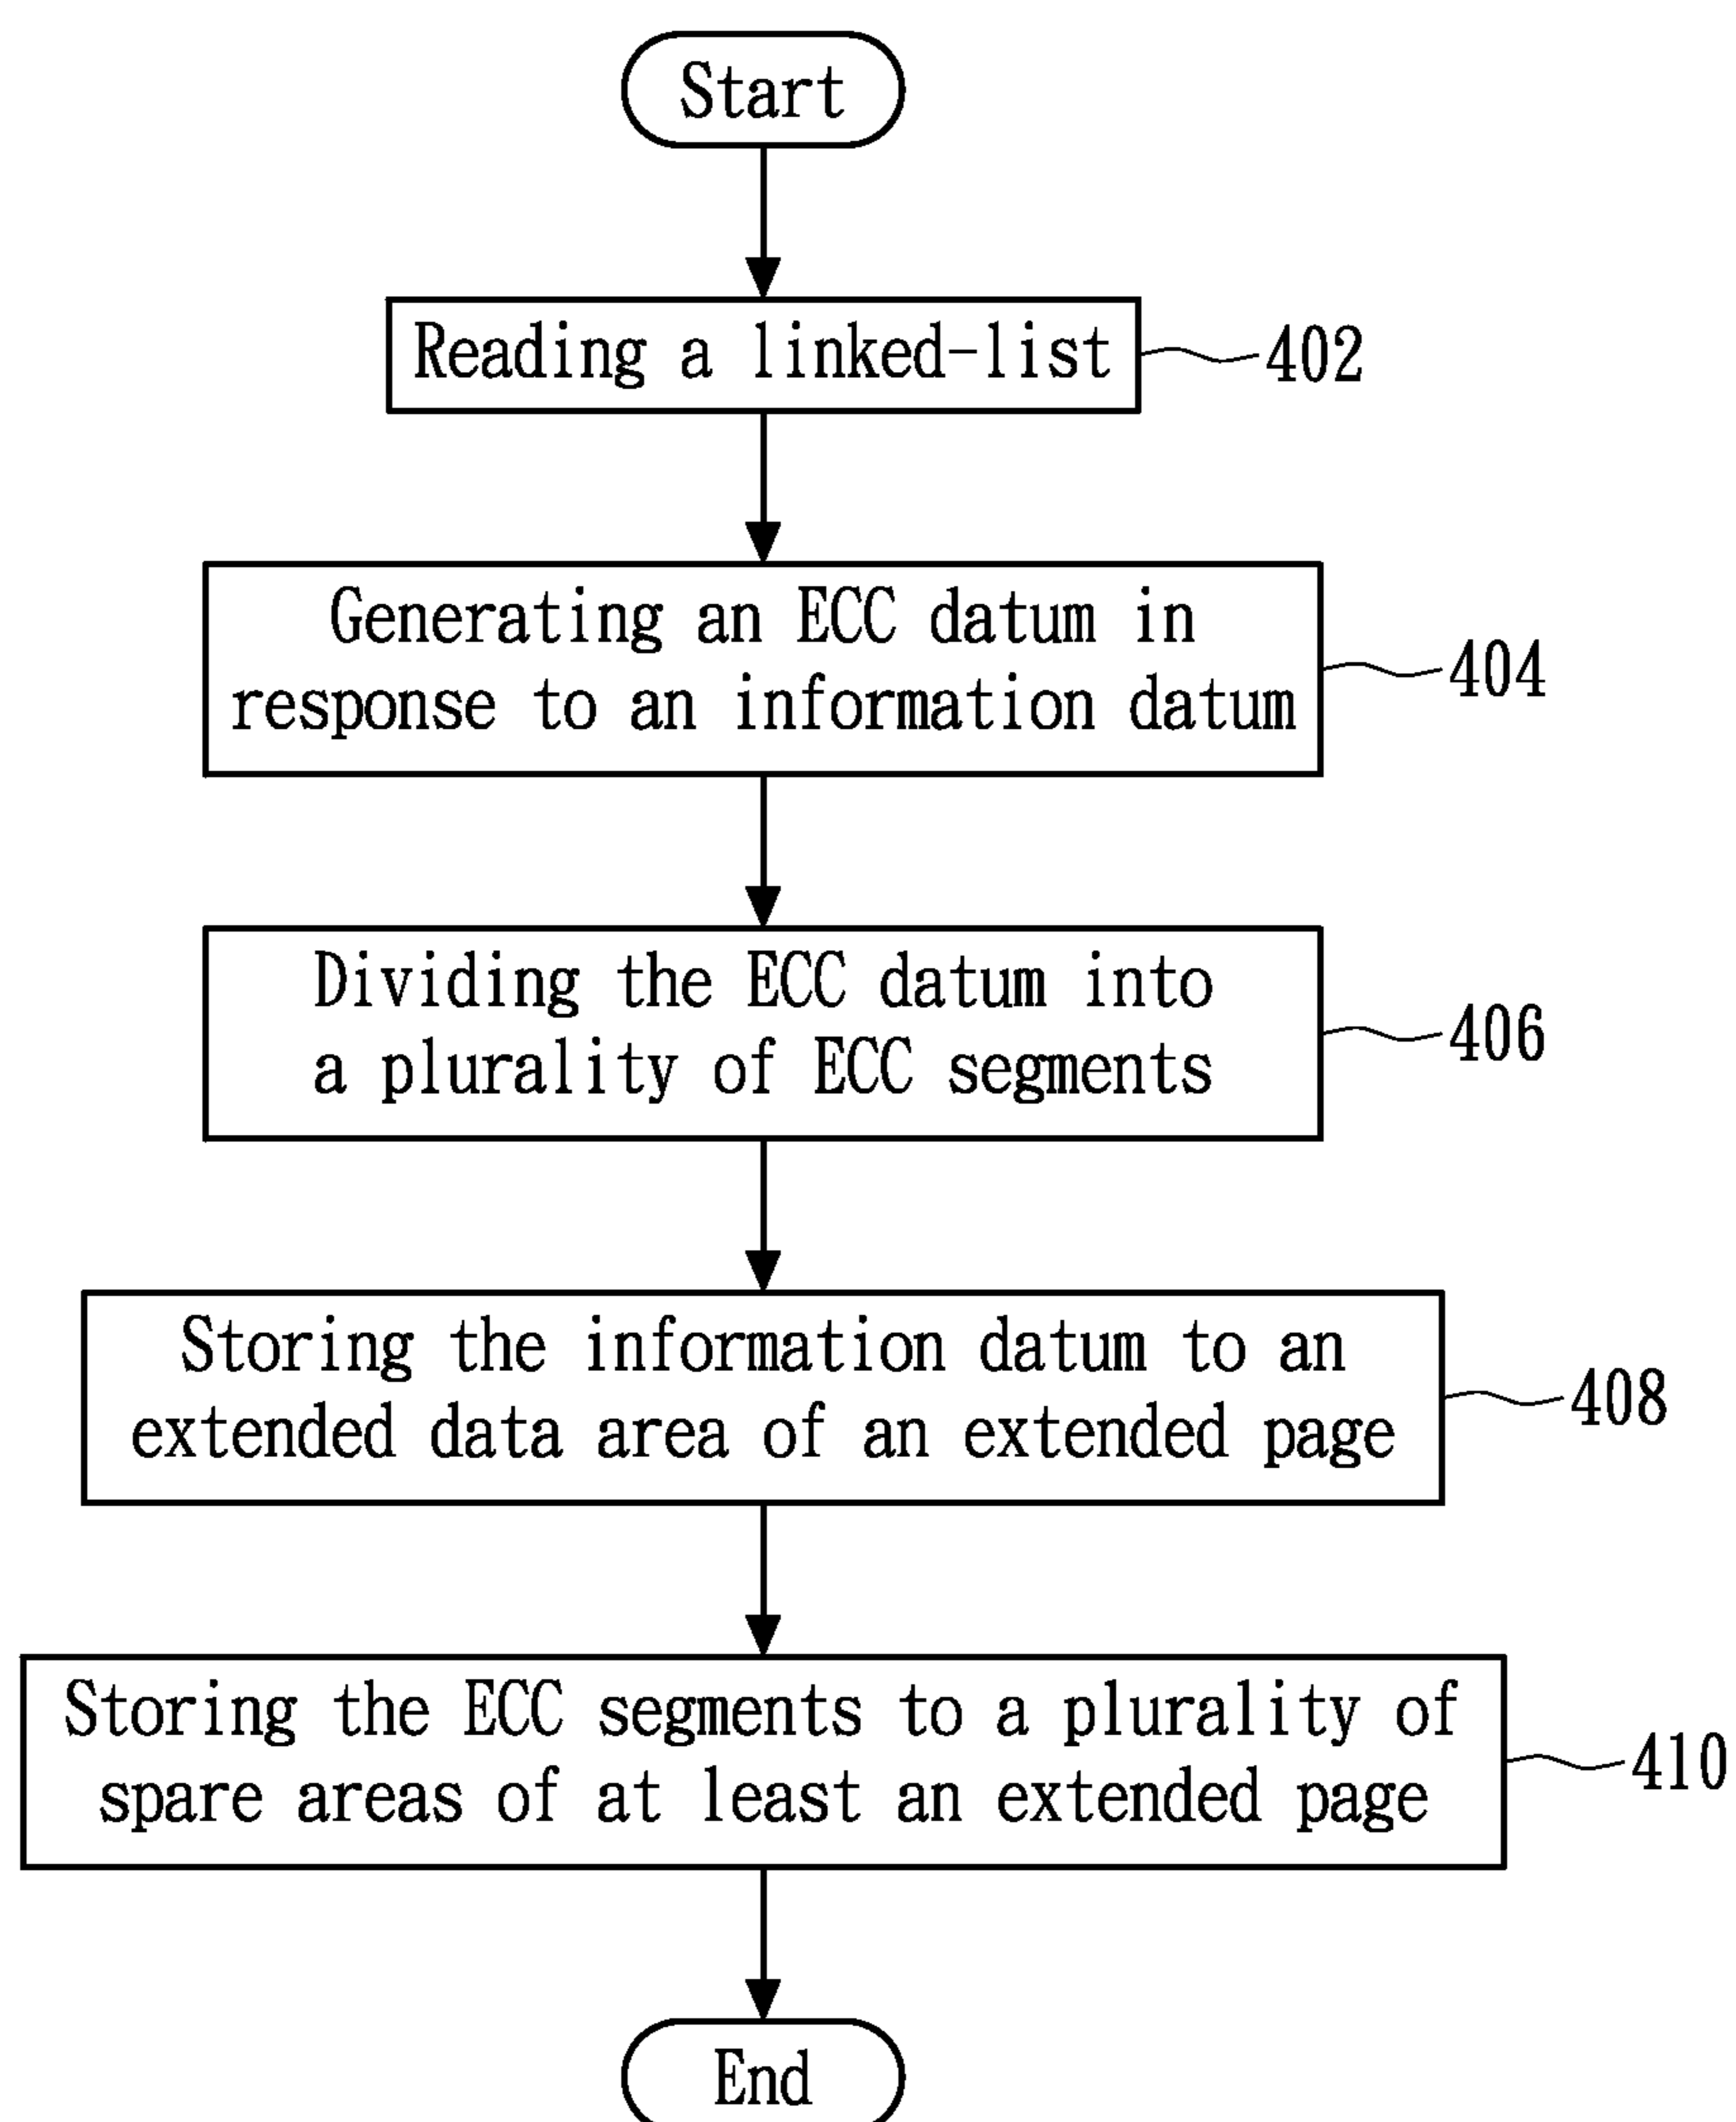 Start
Reading a linked-list
402
Generating an ECC datum in
response to an information datum
404
Dividing the ECC datum into
a plurality of ECC segments
406
Storing the information datum to an
extended data area of an extended page
408
Storing the ECC segments to a plurality of
spare areas of at least an extended page
410
End